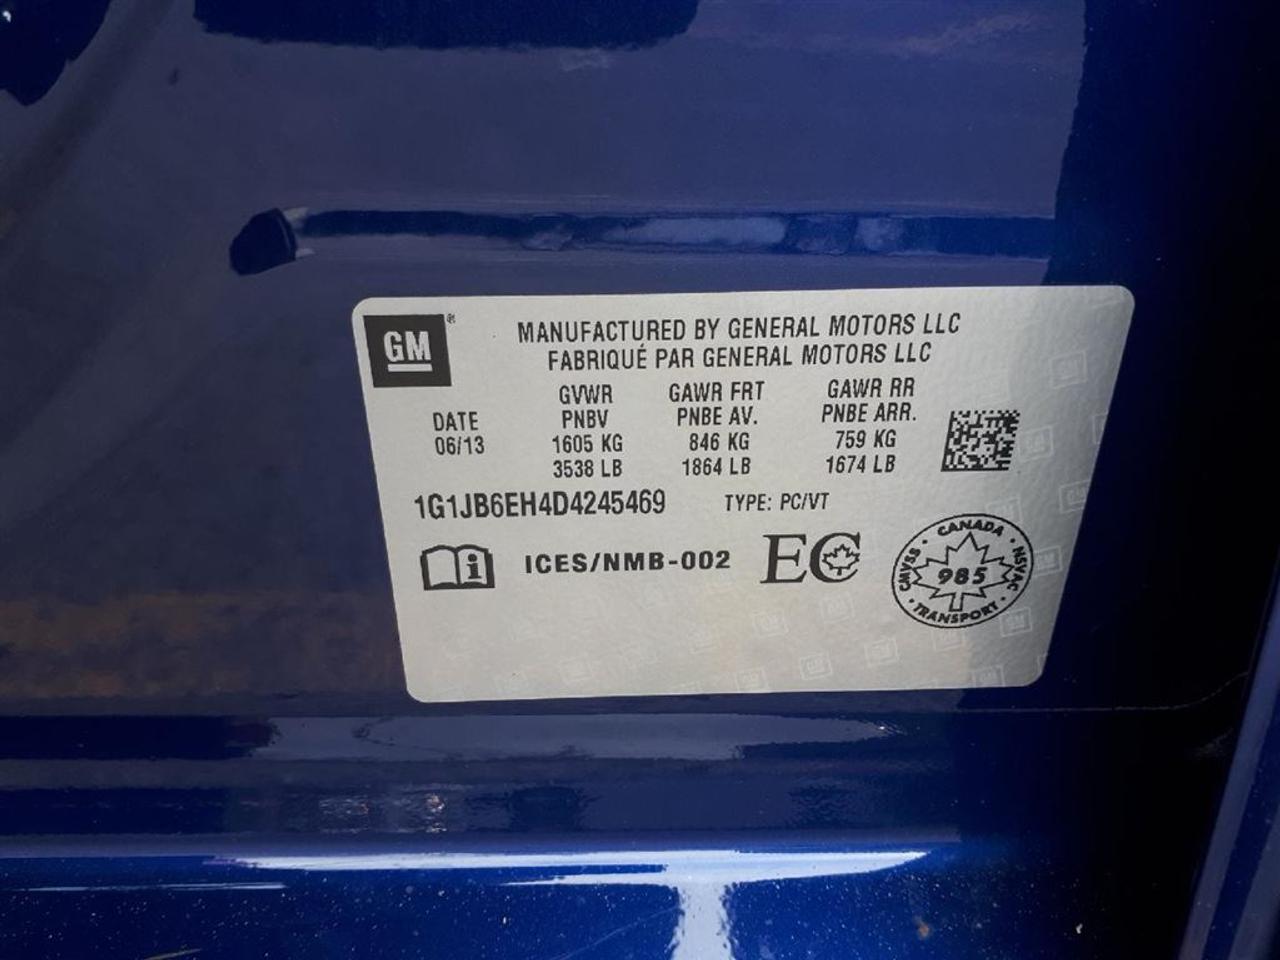 GM®
MANUFACTURED BY GENERAL MOTORS LLC
FABRIQUÉ PAR GENERAL MOTORS LLC
GVWR GAWR FRT GAWR RR
DATE PNBV PNBE AV. PNBE ARR.
06/13 1605 KG 846 KG 759 KG
3538 LB 1864 LB 1674 LB
1G1JB6EH4D4245469 TYPE: PC/VT
i ICES/NMB-002 EC
CANADA
CMVSS 985 NSVAC
TRANSPORT